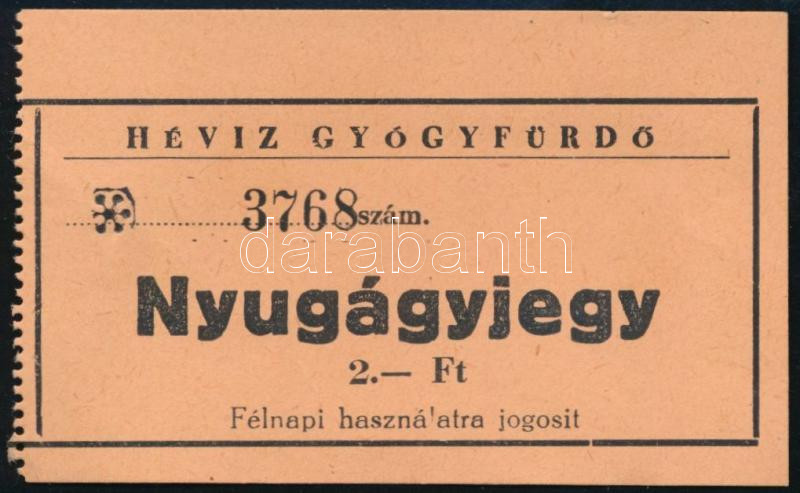 HÉVIZ GYÓGYFÜRDŐ
3768 szám.
darabanth
Nyugágyjegy
2.— Ft
Félnapi haszná'atra jogosit